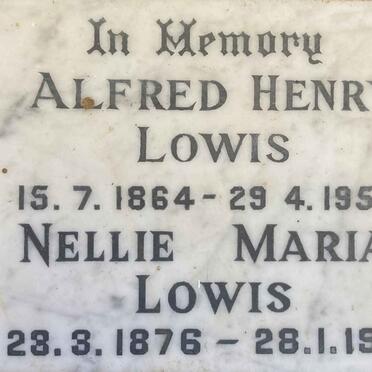 In Memory
ALFRED HENRY
LOWIS
15. 7. 1864 - 29 4. 195
NELLIE MARIA
LOWIS
23. 3. 1876 - 28.1.19